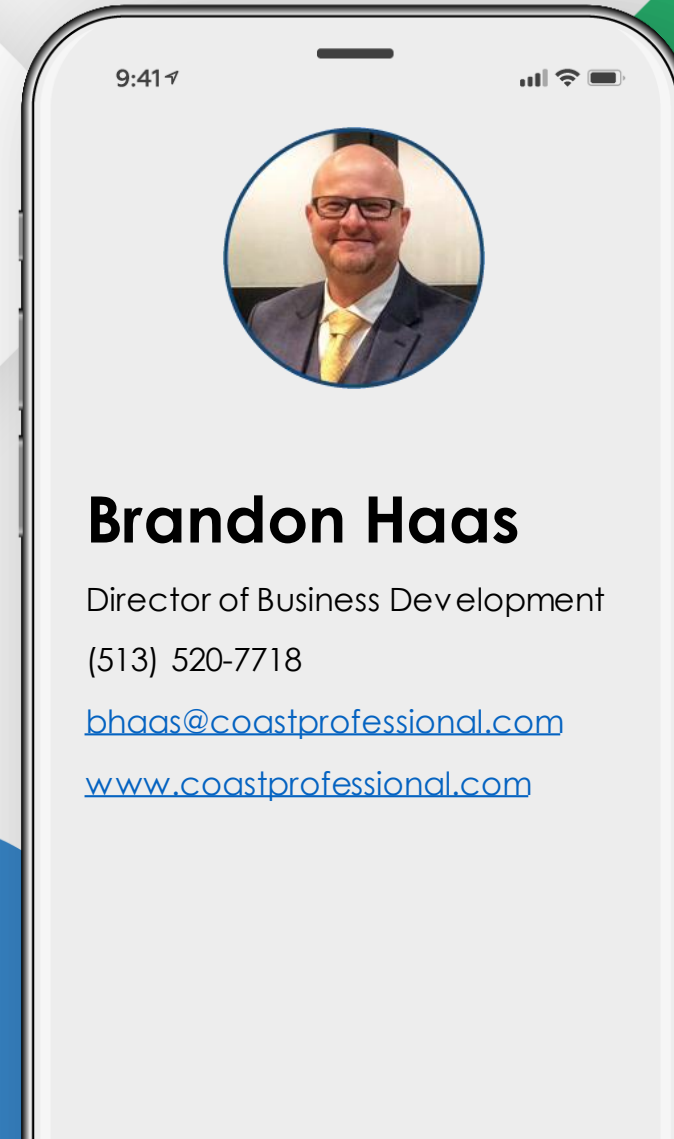 9:41
Brandon Haas
Director of Business Development
(513) 520-7718
bhaas@coastprofessional.com
www.coastprofessional.com